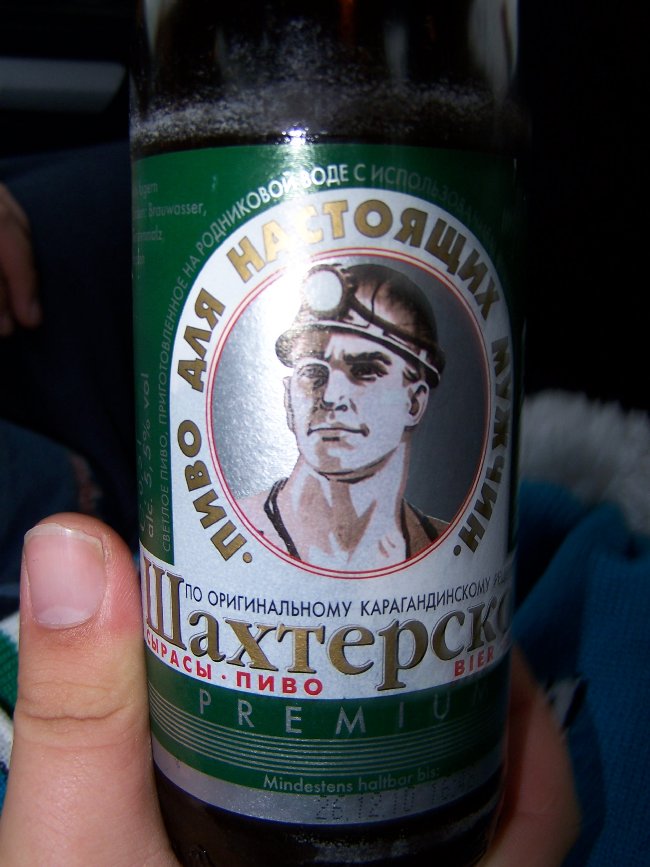 Brauwasser,
alc. 5,5% vol
СВЕТЛОЕ ПИВО, ПРИГОТОВЛЕННОЕ НА РОДНИКОВОЙ ВОДЕ С
·ПИВО ДЛЯ НАСТОЯЩИХ МУЖЧИН·
ПО ОРИГИНАЛЬНОМУ КАРАГАНДИНСКОМУ
Шахтерско
СЫРАСЫ · ПИВО BIER
PREMIUM
Mindestens haltbar bis:
26.12.10